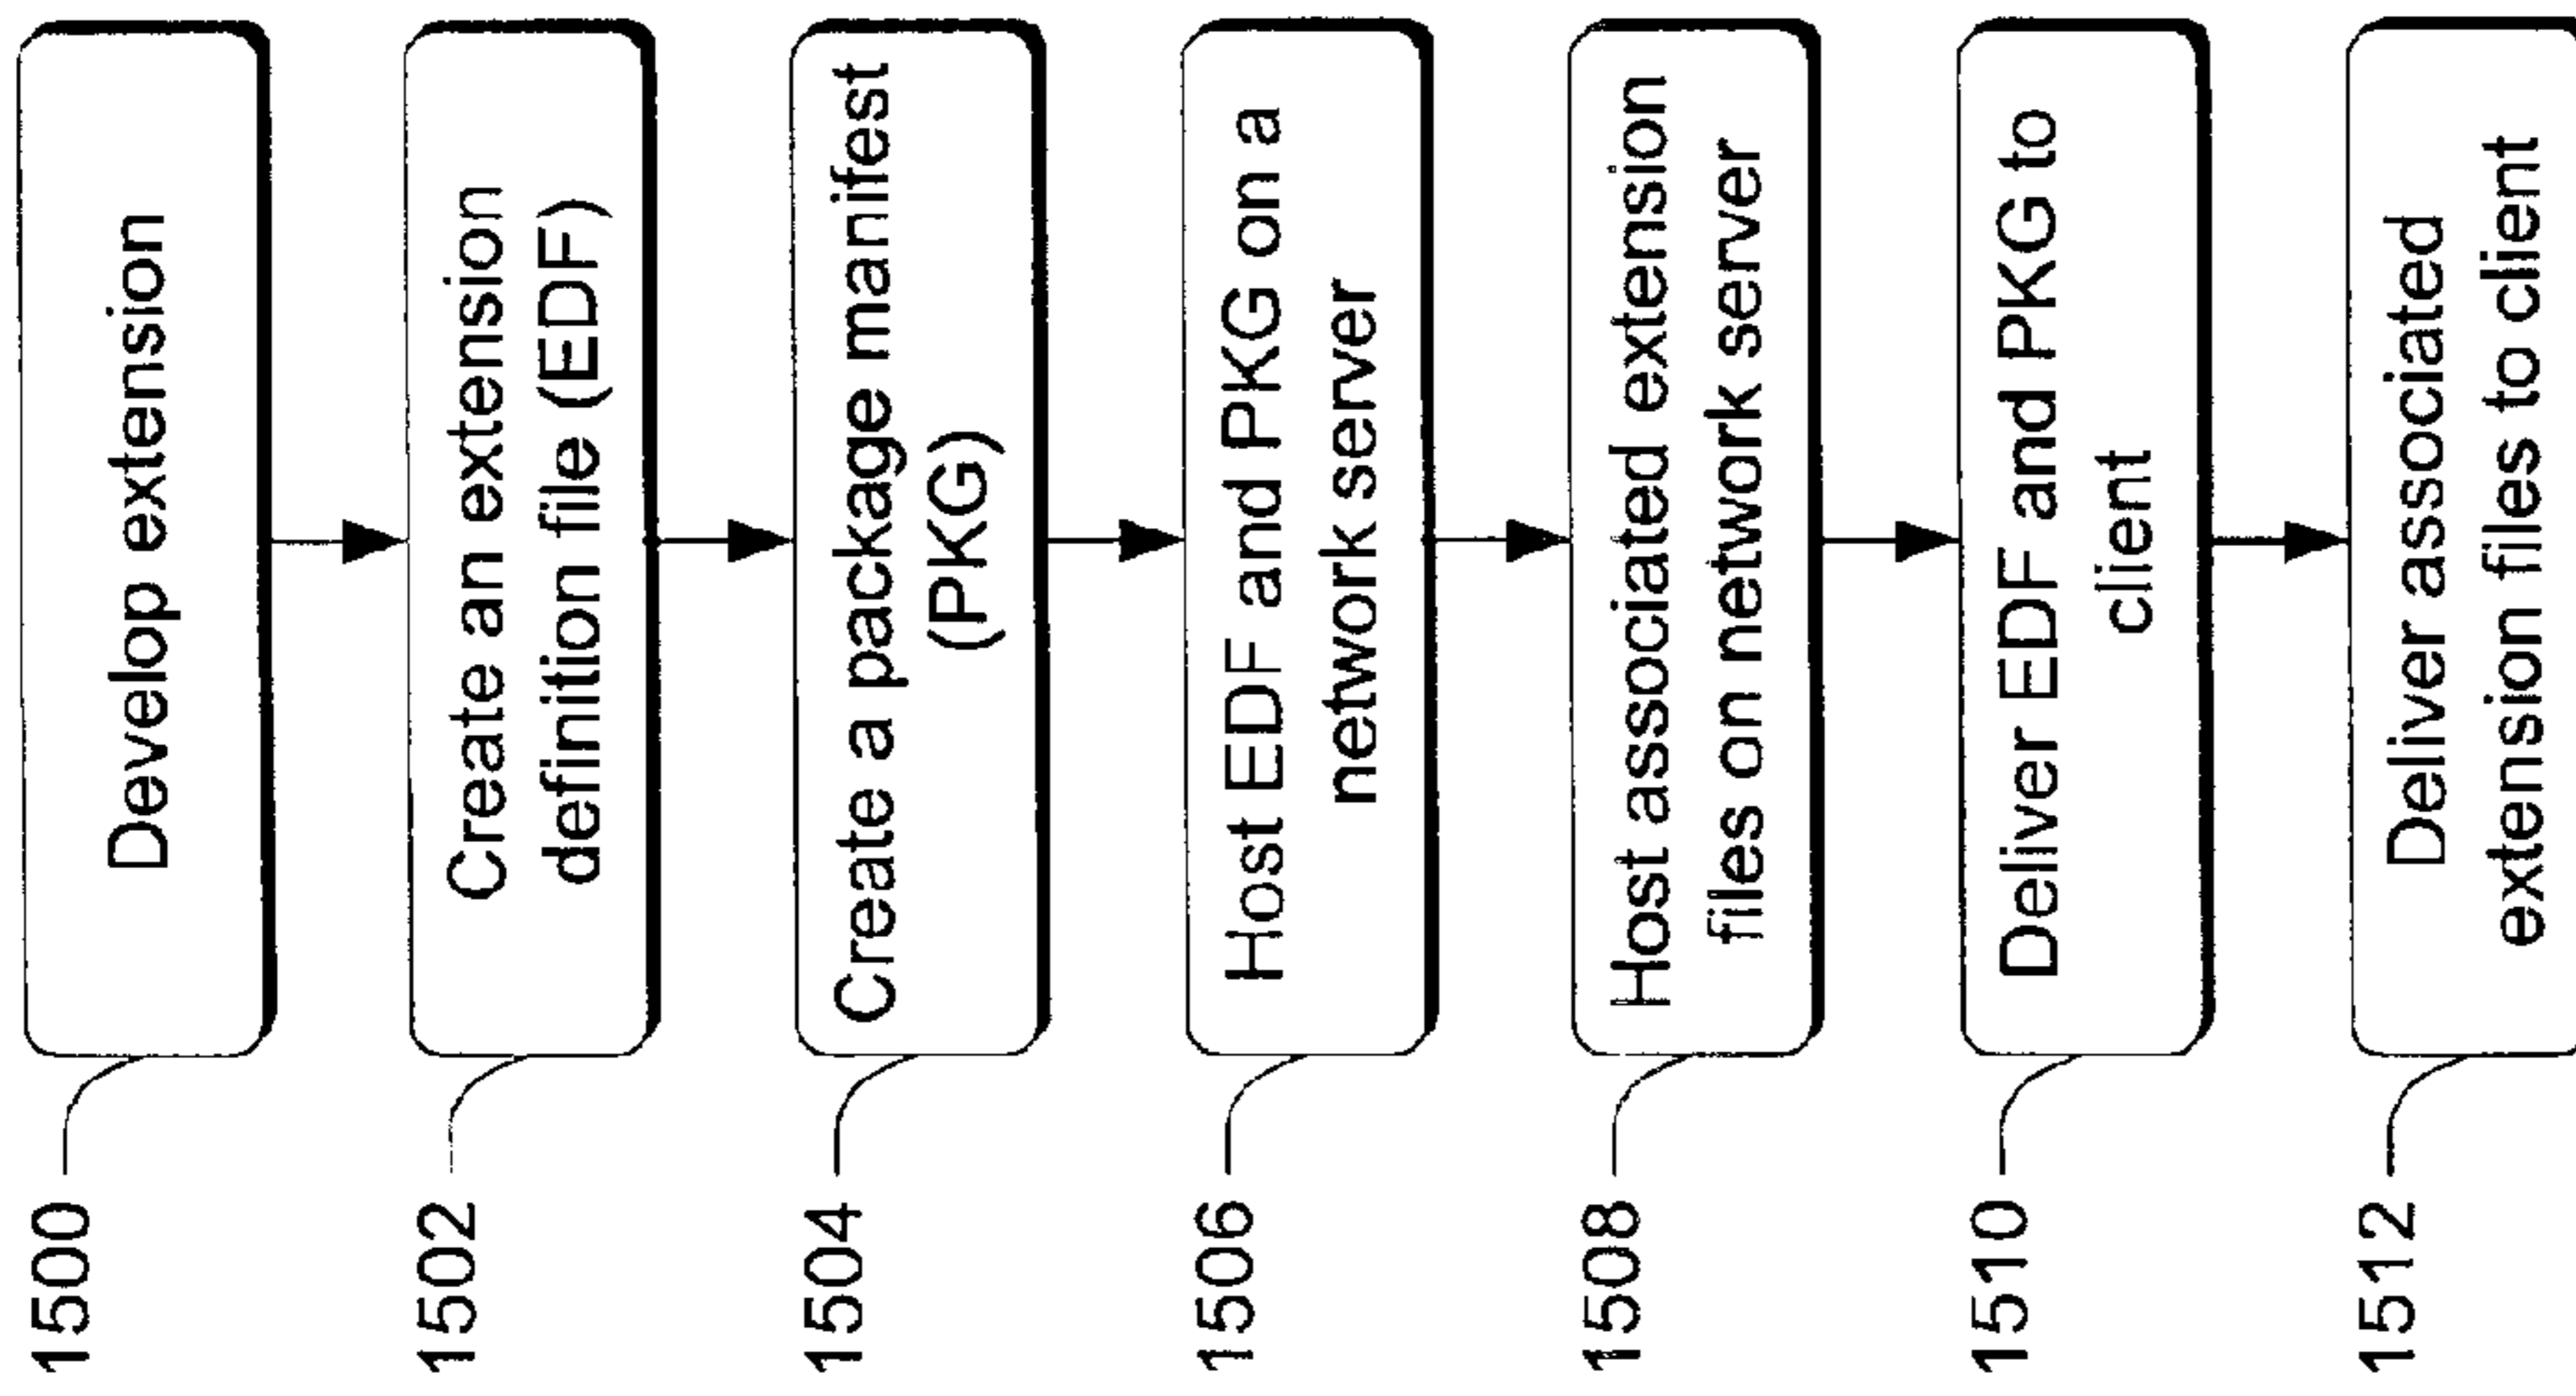 1500
Develop extension
1502
Create an extension
definition file (EDF)
1504
Create a package manifest
(PKG)
1506
Host EDF and PKG on a
network server
1508
Host associated extension
files on network server
1510
Deliver EDF and PKG to
client
1512
Deliver associated
extension files to client